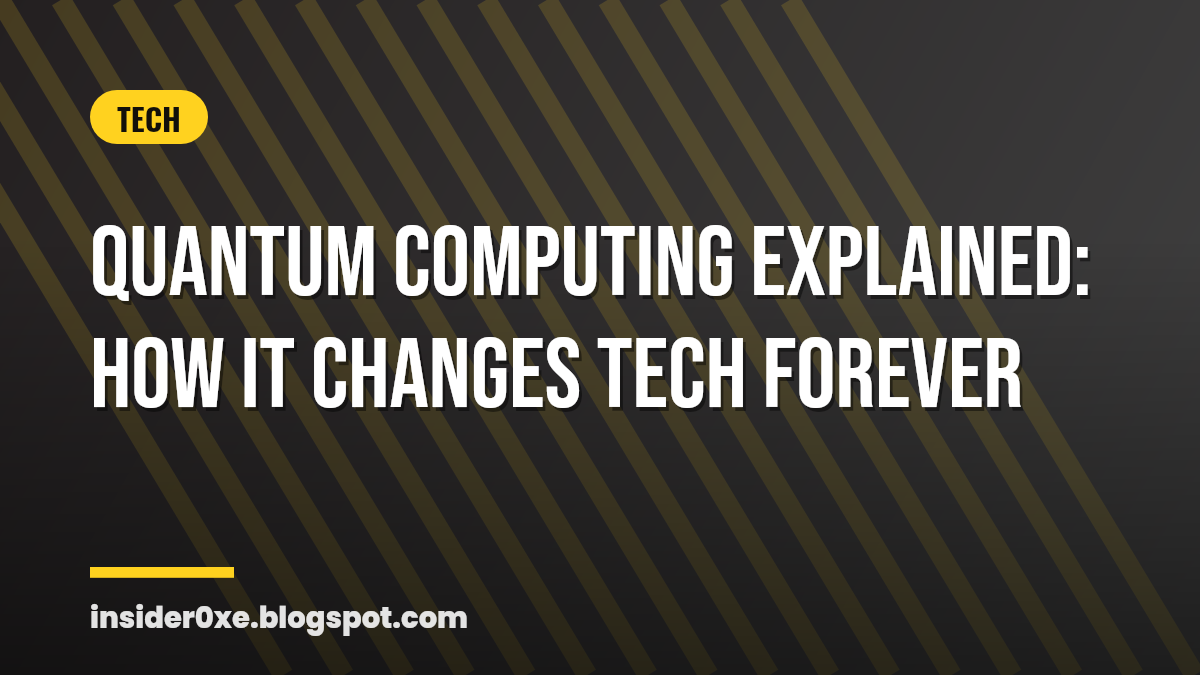 TECH
QUANTUM COMPUTING EXPLAINED:
HOW IT CHANGES TECH FOREVER
insider0xe.blogspot.com